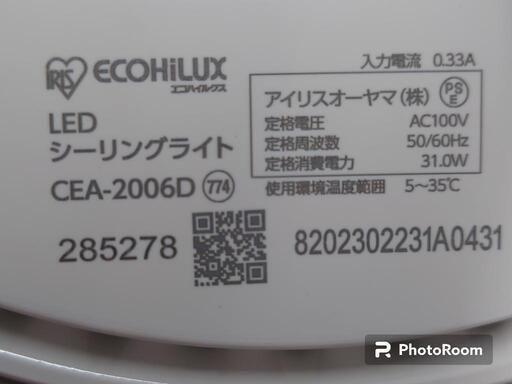 IRIS ECOHiLUX
エコハイルクス
LED
シーリングライト
CEA-2006D 774
285278
入力電流 0.33A
アイリスオーヤマ(株) PSE
定格電圧 AC100V
定格周波数 50/60Hz
定格消費電力 31.0W
使用環境温度範囲 5～35℃
8202302231A0431
PhotoRoom